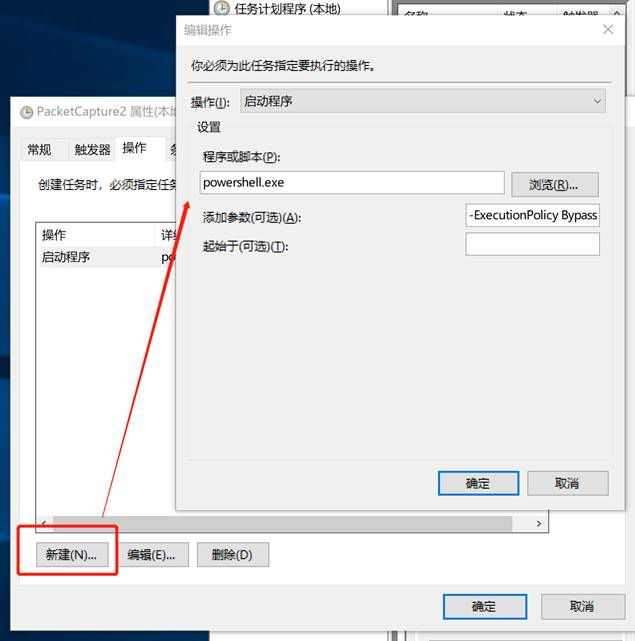 任务计划程序 (本地)
名称
状态
触发器
编辑操作
你必须为此任务指定要执行的操作。
操作(I):
启动程序
设置
程序或脚本(P):
powershell.exe
浏览(R)...
添加参数(可选)(A):
-ExecutionPolicy Bypass
起始于(可选)(T):
确定
取消
PacketCapture2 属性(本地
常规
触发器
操作
创建任务时，必须指定任务
操作
详细
启动程序
po
新建(N)...
编辑(E)...
删除(D)
确定
取消